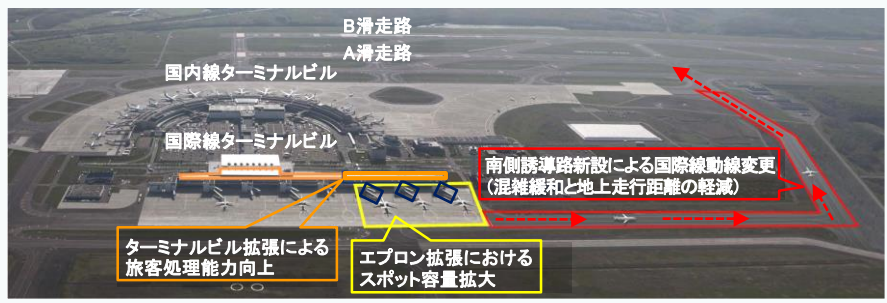 B滑走路
A滑走路
国内線ターミナルビル
国際線ターミナルビル
南側誘導路新設による国際線動線変更
(混雑緩和と地上走行距離の軽減)
ターミナルビル拡張による
旅客処理能力向上
エプロン拡張における
スポット容量拡大